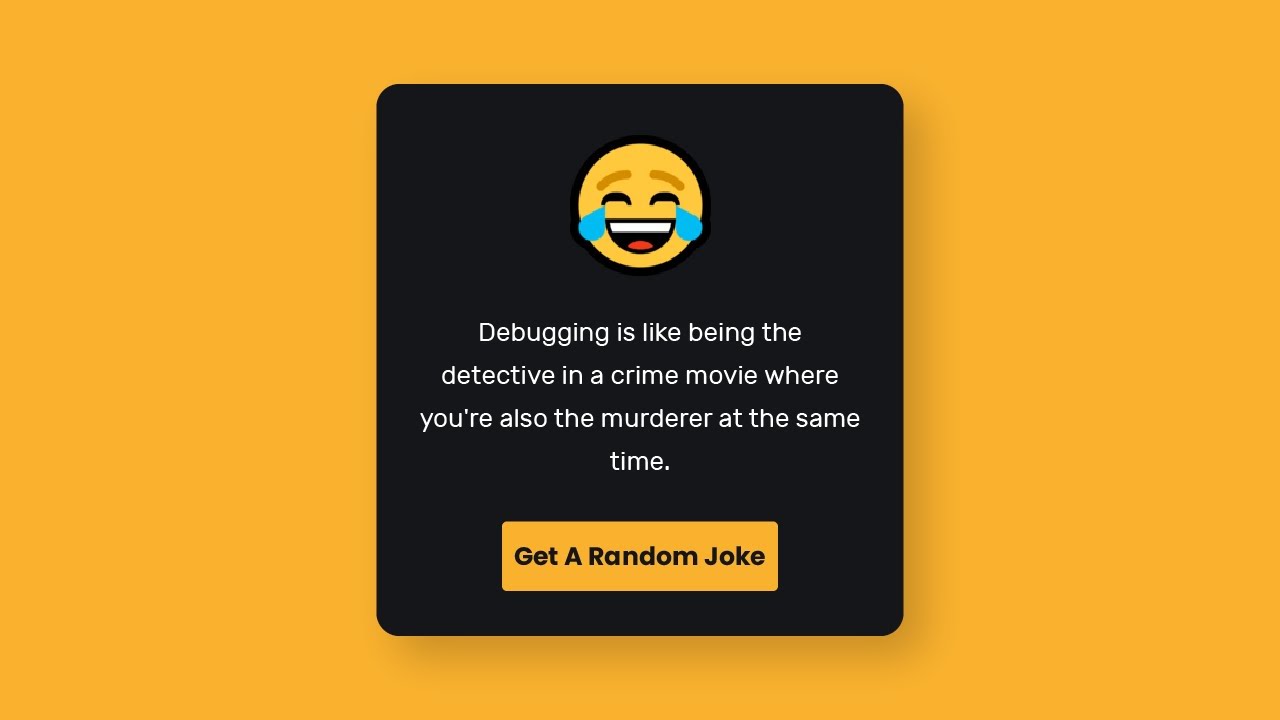 Debugging is like being the
detective in a crime movie where
you're also the murderer at the same
time.
Get A Random Joke